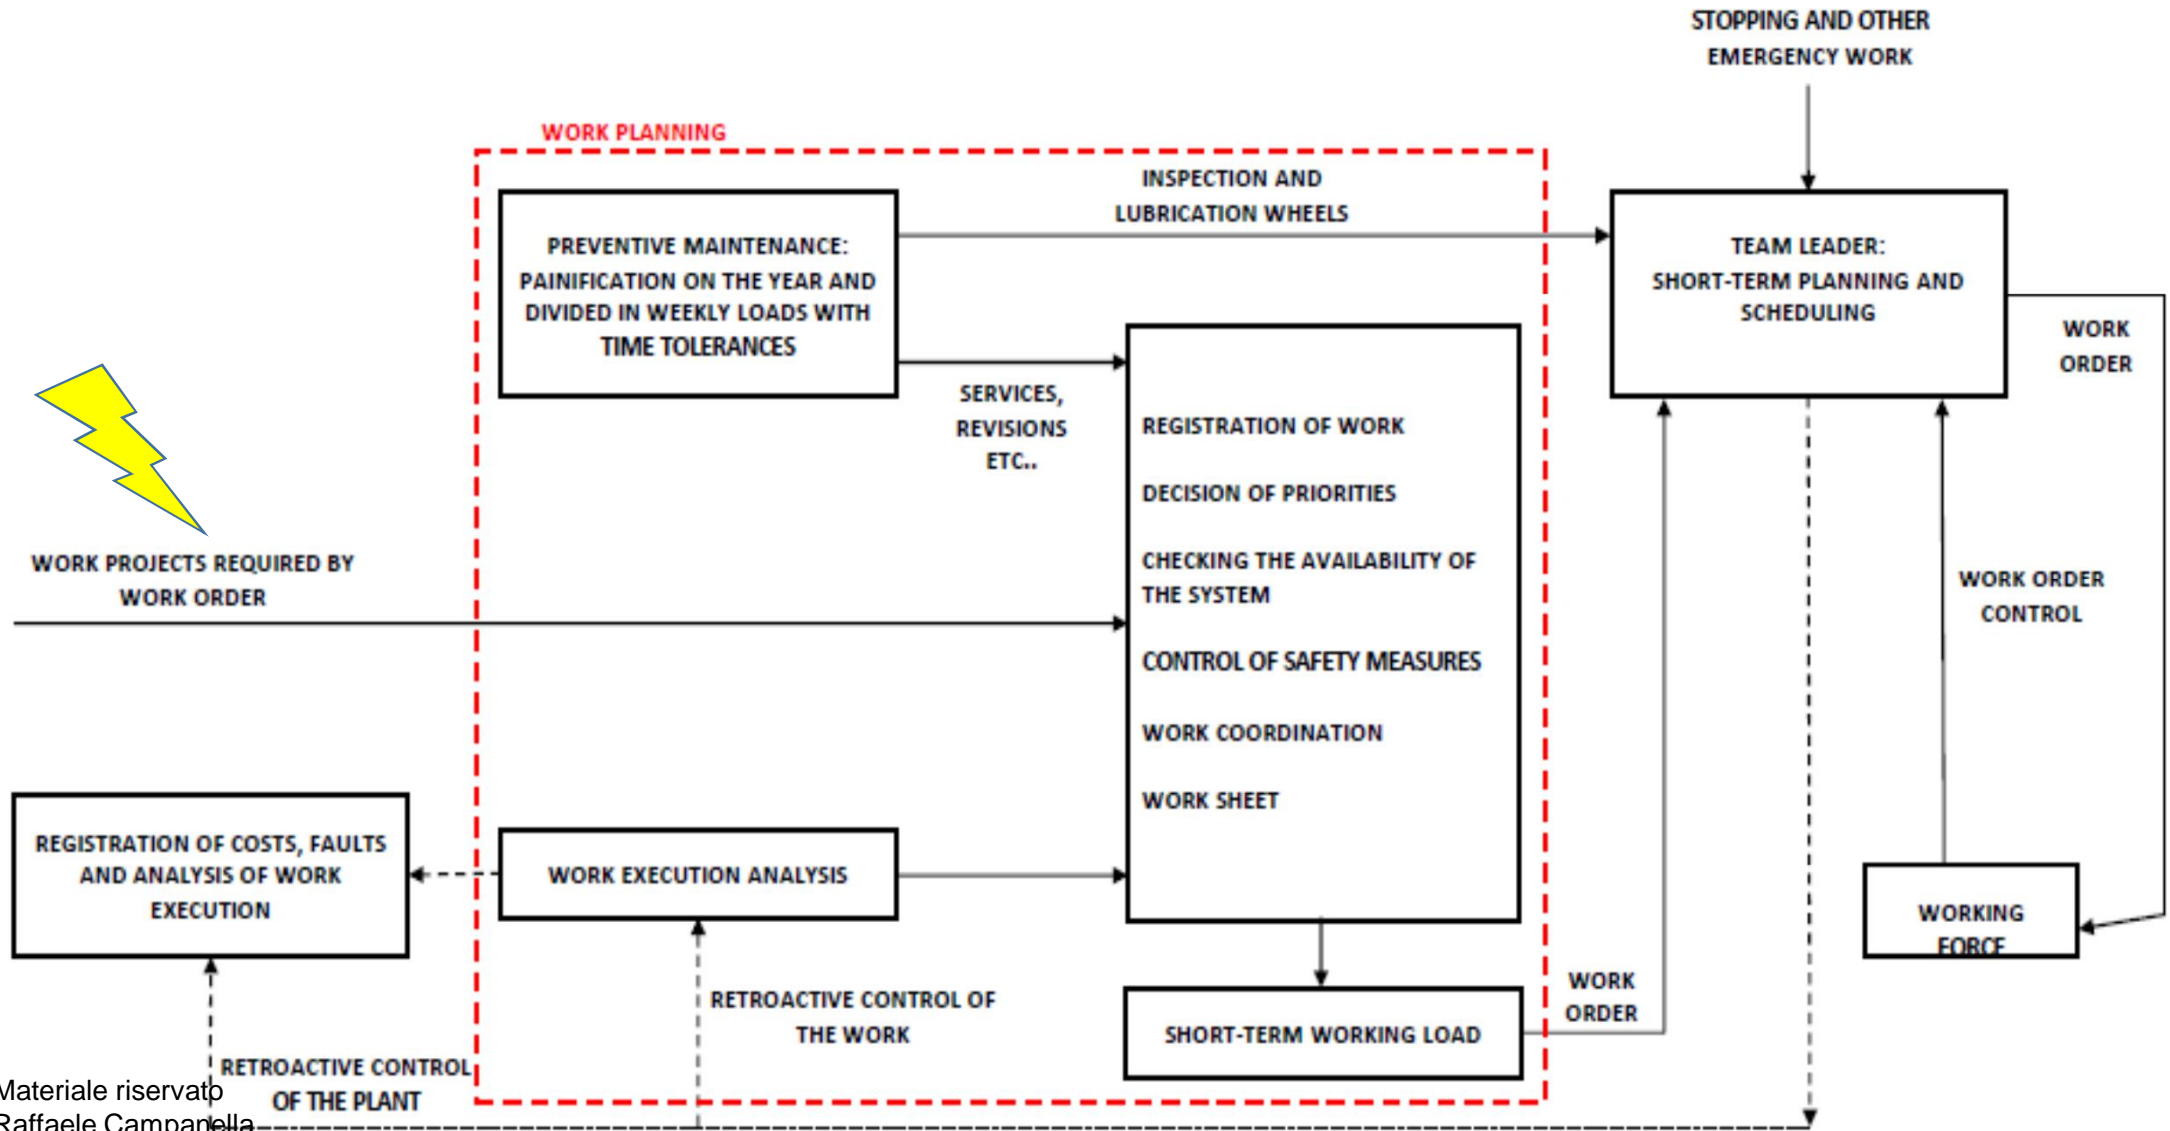 STOPPING AND OTHER
EMERGENCY WORK
WORK PLANNING
INSPECTION AND
LUBRICATION WHEELS
PREVENTIVE MAINTENANCE:
PAINIFICATION ON THE YEAR AND
DIVIDED IN WEEKLY LOADS WITH
TIME TOLERANCES
TEAM LEADER:
SHORT-TERM PLANNING AND
SCHEDULING
WORK
ORDER
SERVICES,
REVISIONS
ETC..
REGISTRATION OF WORK
DECISION OF PRIORITIES
CHECKING THE AVAILABILITY OF
THE SYSTEM
CONTROL OF SAFETY MEASURES
WORK COORDINATION
WORK SHEET
WORK PROJECTS REQUIRED BY
WORK ORDER
WORK ORDER
CONTROL
REGISTRATION OF COSTS, FAULTS
AND ANALYSIS OF WORK
EXECUTION
WORK EXECUTION ANALYSIS
WORKING
FORCE
RETROACTIVE CONTROL OF
THE WORK
SHORT-TERM WORKING LOAD
WORK
ORDER
RETROACTIVE CONTROL
OF THE PLANT
Materiale riservato
Raffaele Campanella